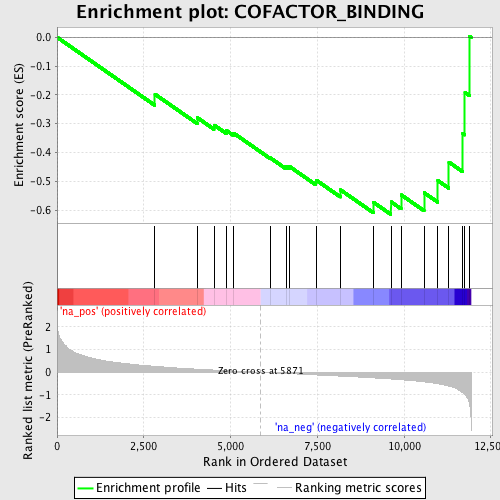 Enrichment plot: COFACTOR_BINDING
Enrichment score (ES)
0.0
-0.1
-0.2
-0.3
-0.4
-0.5
-0.6
'na_pos' (positively correlated)
Ranked list metric (PreRanked)
2
1
0
-1
-2
Zero cross at 5871
'na_neg' (negatively correlated)
0 2,500 5,000 7,500 10,000 12,500
Rank in Ordered Dataset
Enrichment profile Hits Ranking metric scores